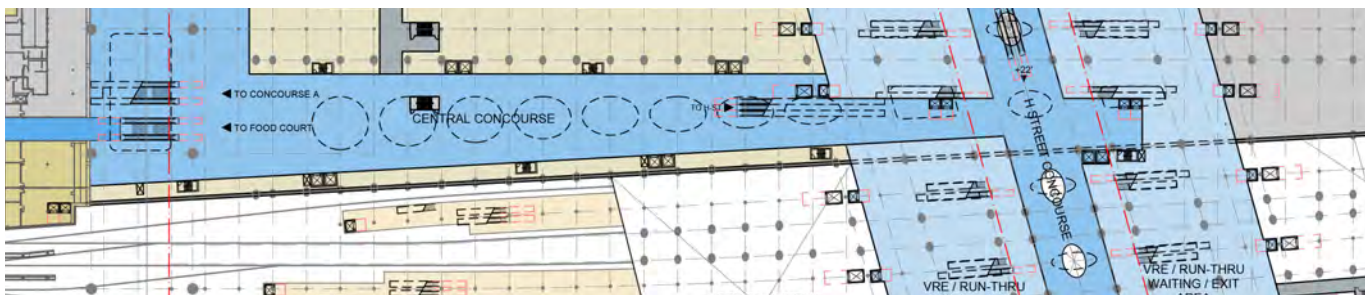 +22'
TO CONCOURSE A
TO H-ST
CENTRAL CONCOURSE
TO FOOD COURT
H STREET CONCOURSE
VRE / RUN-THRU
WAITING / EXIT
VRE / RUN-THRU